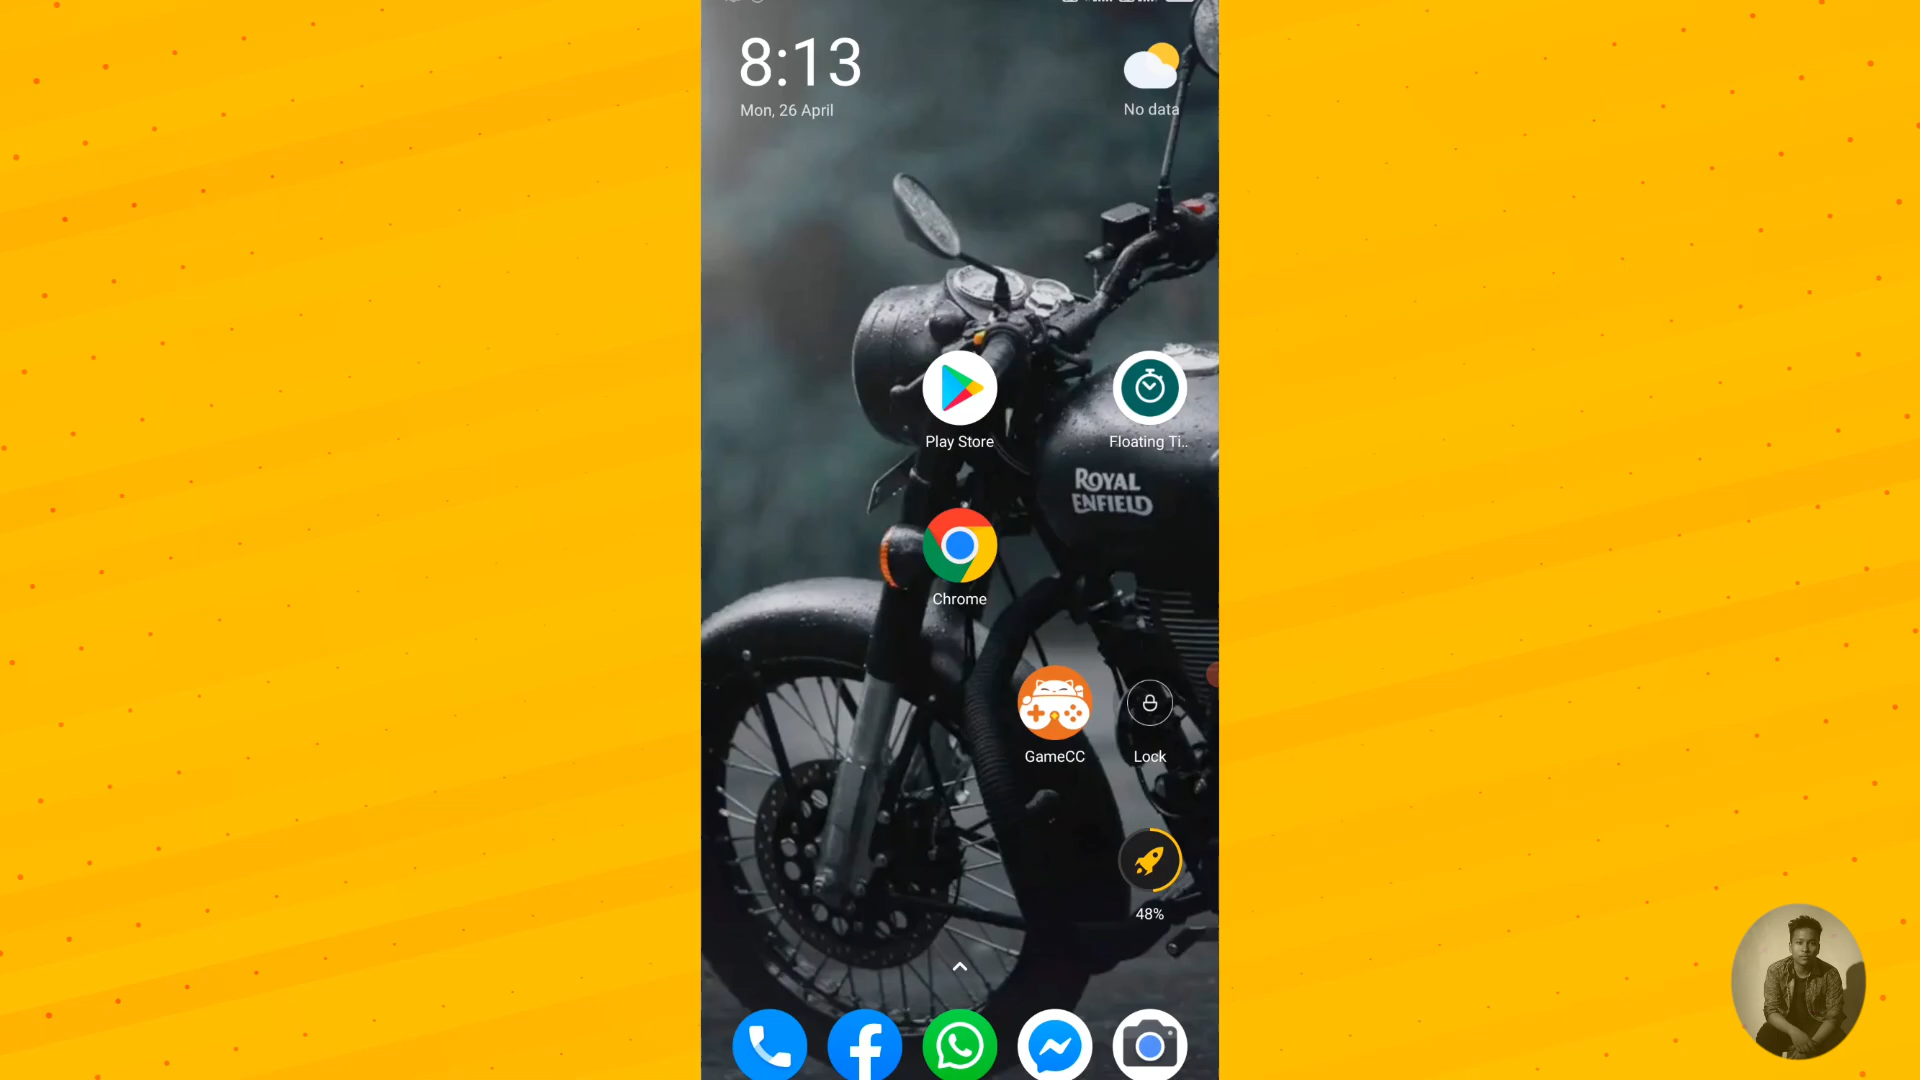 8:13
Mon, 26 April
No data
Play Store
Floating Ti..
ROYAL
ENFIELD
Chrome
GameCC
Lock
48%